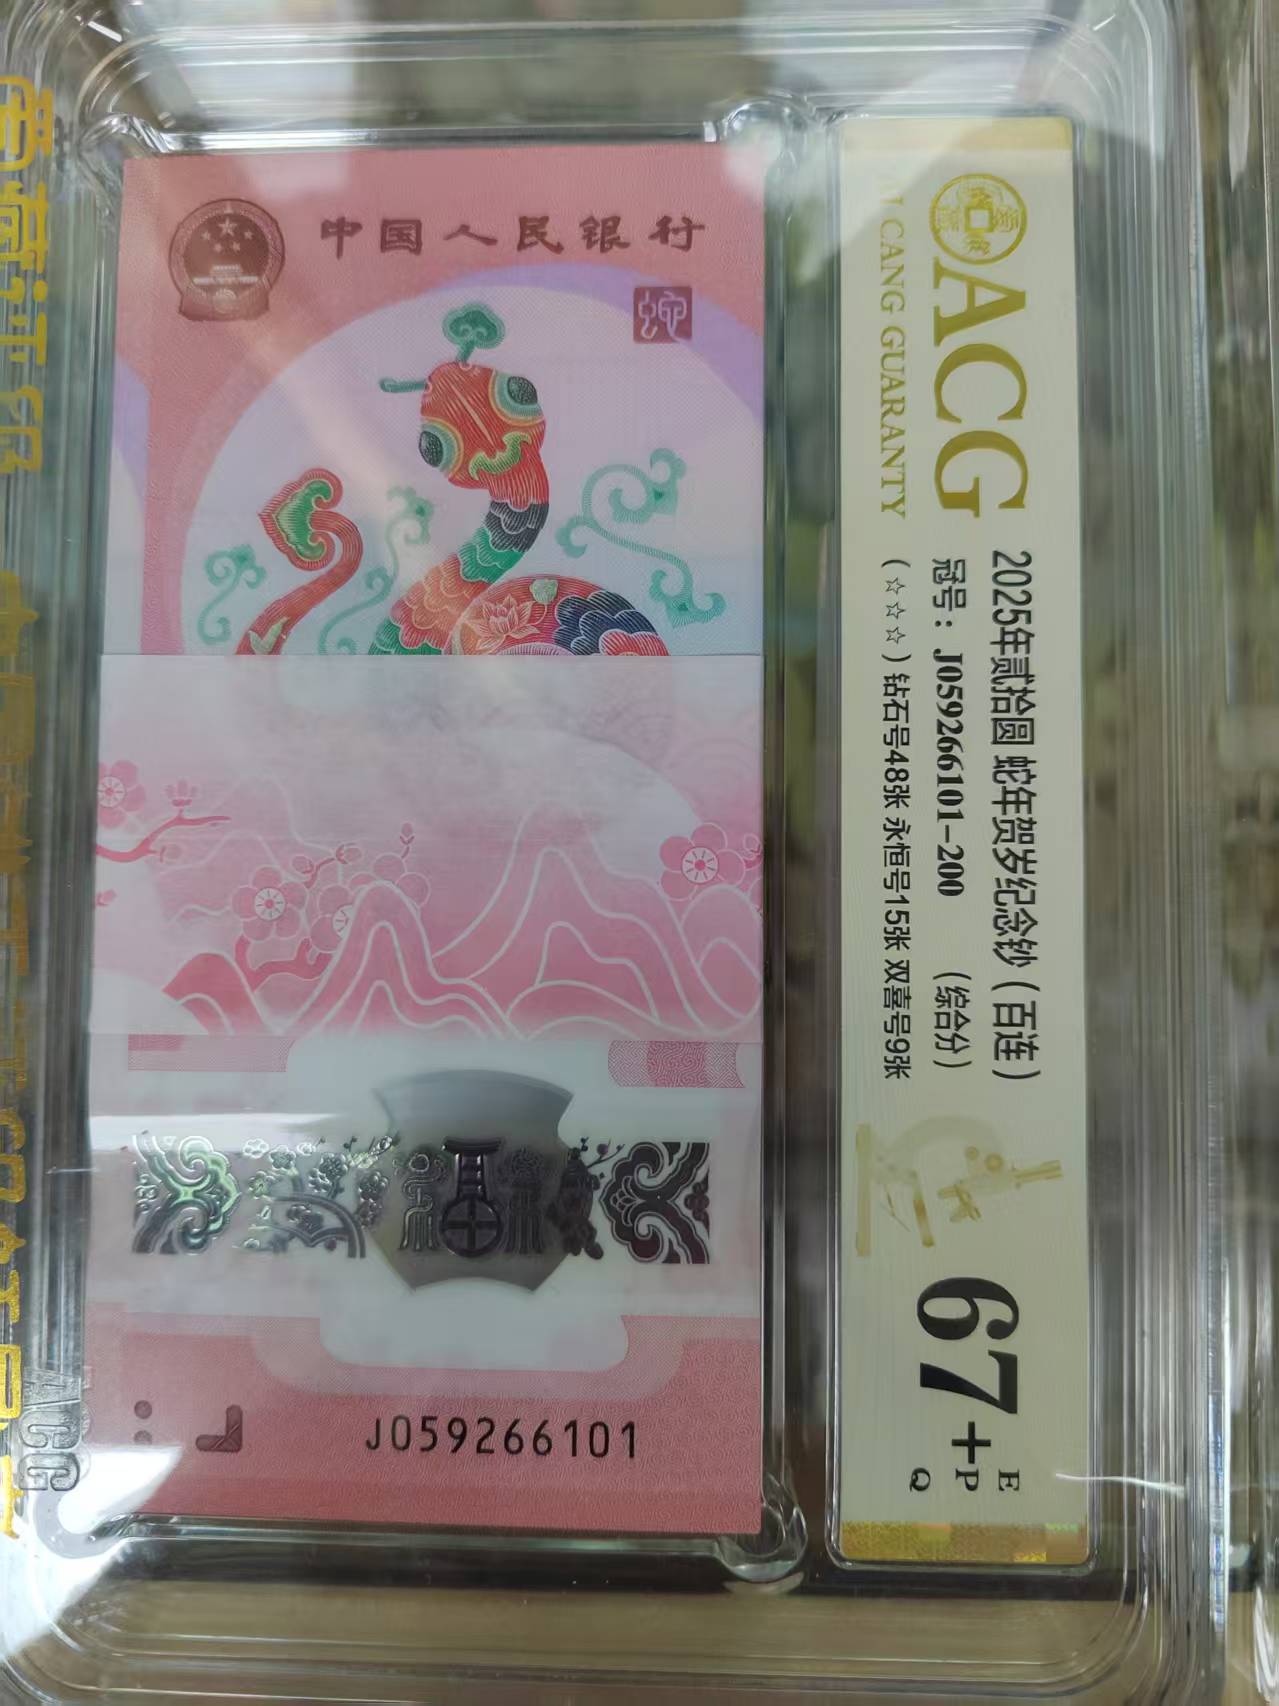 中国人民银行
蛇
J059266101
ACG
AI CANG GUARANTY
2025年贰拾圆 蛇年贺岁纪念钞（百连）
冠号：J059266101-200 （综合分）
（☆☆☆）钻石号48张 永恒号15张 双喜号9张
67+
E
P
Q
ACG